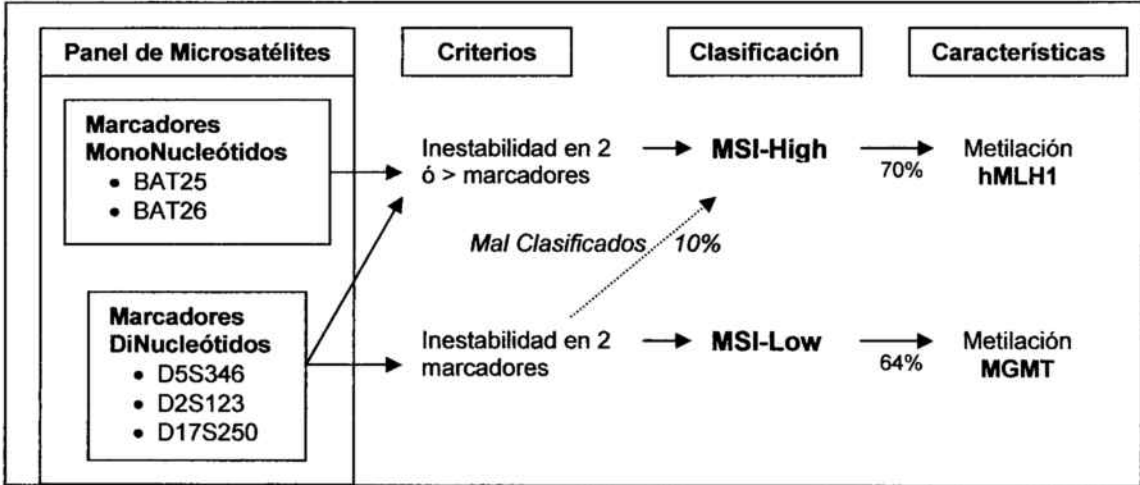 Panel de Microsatélites
Criterios
Clasificación
Características
Marcadores
MonoNucleótidos
• BAT25
• BAT26
Inestabilidad en 2
ó > marcadores
MSI-High
70%
Metilación
hMLH1
Mal Clasificados 10%
Marcadores
DiNucleótidos
• D5S346
• D2S123
• D17S250
Inestabilidad en 2
marcadores
MSI-Low
64%
Metilación
MGMT